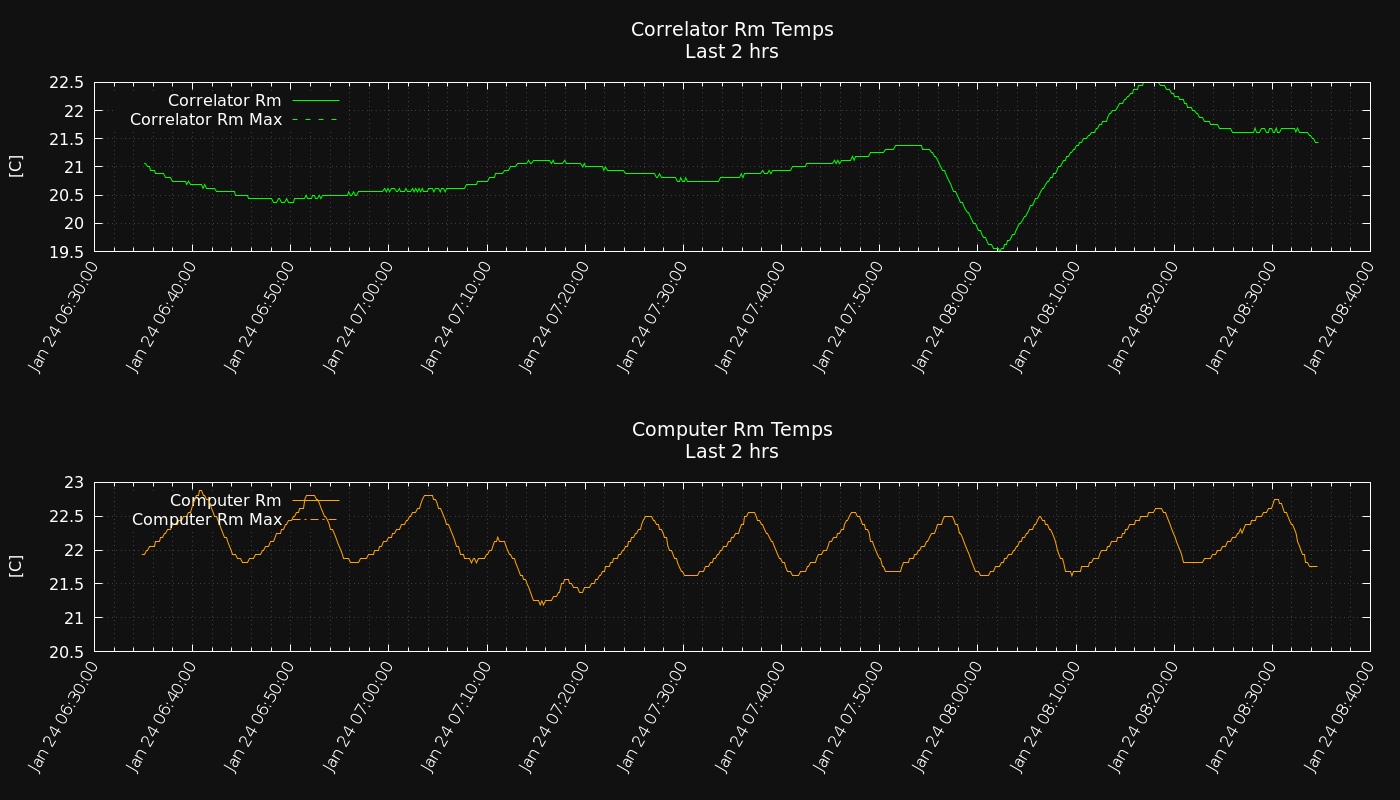 Correlator Rm Temps
Last 2 hrs
22.5
22
21.5
21
20.5
20
19.5
[C]
Correlator Rm
Correlator Rm Max
Jan 24 06:30:00
Jan 24 06:40:00
Jan 24 06:50:00
Jan 24 07:00:00
Jan 24 07:10:00
Jan 24 07:20:00
Jan 24 07:30:00
Jan 24 07:40:00
Jan 24 07:50:00
Jan 24 08:00:00
Jan 24 08:10:00
Jan 24 08:20:00
Jan 24 08:30:00
Jan 24 08:40:00
Computer Rm Temps
Last 2 hrs
23
22.5
22
21.5
21
20.5
[C]
Computer Rm
Computer Rm Max
Jan 24 06:30:00
Jan 24 06:40:00
Jan 24 06:50:00
Jan 24 07:00:00
Jan 24 07:10:00
Jan 24 07:20:00
Jan 24 07:30:00
Jan 24 07:40:00
Jan 24 07:50:00
Jan 24 08:00:00
Jan 24 08:10:00
Jan 24 08:20:00
Jan 24 08:30:00
Jan 24 08:40:00